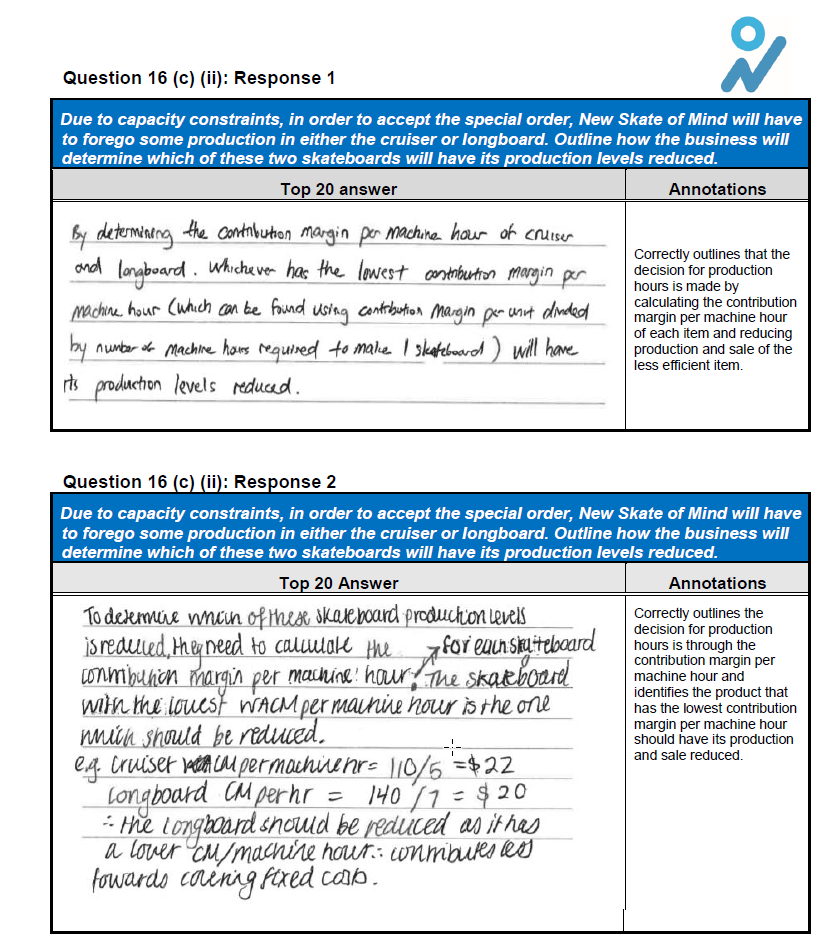 Question 16 (c) (ii): Response 1
Due to capacity constraints, in order to accept the special order, New Skate of Mind will have
to forego some production in either the cruiser or longboard. Outline how the business will
determine which of these two skateboards will have its production levels reduced.
Top 20 answer
Annotations
By determining the contribution margin per machine hour of cruiser
and longboard. Whichever has the lowest contribution margin per
machine hour (which can be found using contribution margin per unit divided
by number of machine hours required to make 1 skateboard) will have
its production levels reduced.
Correctly outlines that the
decision for production
hours is made by
calculating the contribution
margin per machine hour
of each item and reducing
production and sale of the
less efficient item.
Question 16 (c) (ii): Response 2
Due to capacity constraints, in order to accept the special order, New Skate of Mind will have
to forego some production in either the cruiser or longboard. Outline how the business will
determine which of these two skateboards will have its production levels reduced.
Top 20 Answer
Annotations
To determine which of these skateboard production levels
is reduced, they need to calculate the for each skateboard
contribution margin per machine hour. The skateboard
with the lowest WACM per machine hour is the one
which should be reduced.
e.g. Cruiser CM per machine hr = 110/5 = $22
longboard CM per hr = 140/7 = $20
∴ the longboard should be reduced as it has
a lower CM/machine hour ∴ contributes less
towards covering fixed costs.
Correctly outlines the
decision for production
hours is through the
contribution margin per
machine hour and
identifies the product that
has the lowest contribution
margin per machine hour
should have its production
and sale reduced.